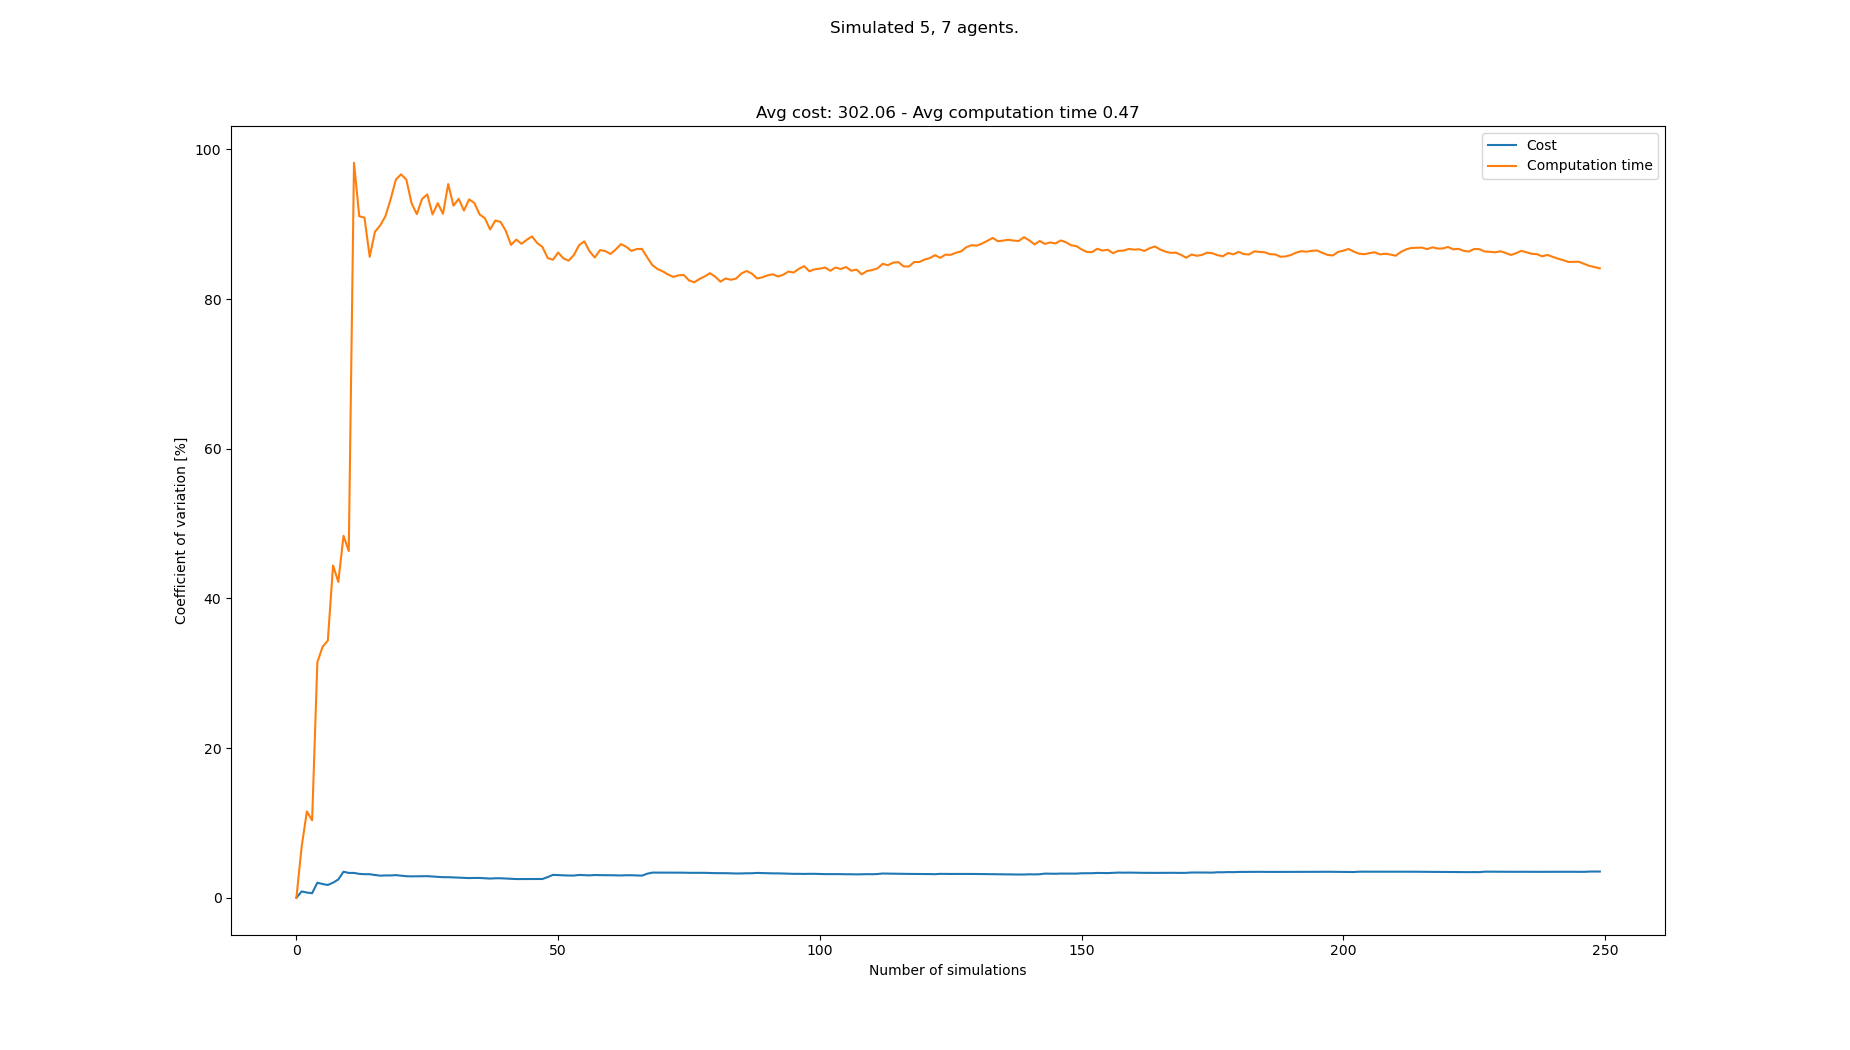 Simulated 5, 7 agents.
Avg cost: 302.06 - Avg computation time 0.47
Cost
Computation time
100
80
60
40
20
0
Coefficient of variation [%]
0 50 100 150 200 250
Number of simulations